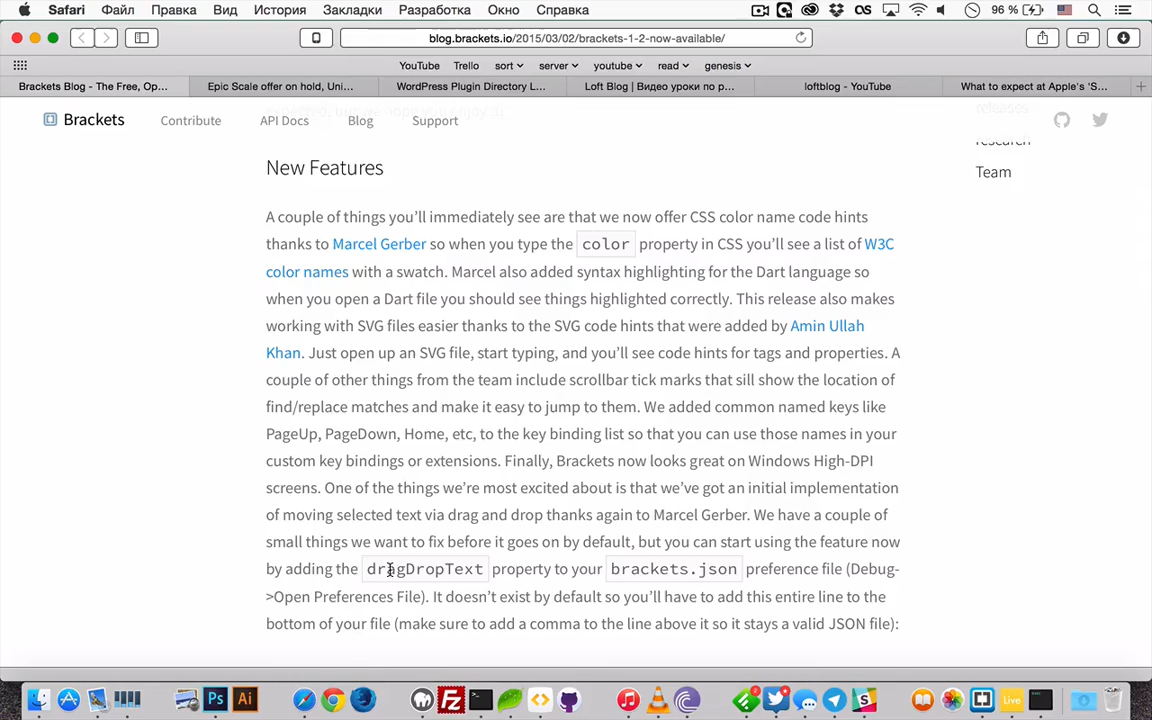 Safari Файл Правка Вид История Закладки Разработка Окно Справка 96 %
blog.brackets.io/2015/03/02/brackets-1-2-now-available/
YouTube Trello sort server youtube read genesis
Brackets Blog - The Free, Op... Epic Scale offer on hold, Uni... WordPress Plugin Directory L... Loft Blog | Видео уроки по р... loftblog - YouTube What to expect at Apple's 'S...
releases
Brackets Contribute API Docs Blog Support
research
New Features
Team
A couple of things you'll immediately see are that we now offer CSS color name code hints
thanks to Marcel Gerber so when you type the color property in CSS you'll see a list of W3C
color names with a swatch. Marcel also added syntax highlighting for the Dart language so
when you open a Dart file you should see things highlighted correctly. This release also makes
working with SVG files easier thanks to the SVG code hints that were added by Amin Ullah
Khan. Just open up an SVG file, start typing, and you'll see code hints for tags and properties. A
couple of other things from the team include scrollbar tick marks that sill show the location of
find/replace matches and make it easy to jump to them. We added common named keys like
PageUp, PageDown, Home, etc, to the key binding list so that you can use those names in your
custom key bindings or extensions. Finally, Brackets now looks great on Windows High-DPI
screens. One of the things we're most excited about is that we've got an initial implementation
of moving selected text via drag and drop thanks again to Marcel Gerber. We have a couple of
small things we want to fix before it goes on by default, but you can start using the feature now
by adding the dragDropText property to your brackets.json preference file (Debug-
>Open Preferences File). It doesn't exist by default so you'll have to add this entire line to the
bottom of your file (make sure to add a comma to the line above it so it stays a valid JSON file):
Ps Ai Fz Live